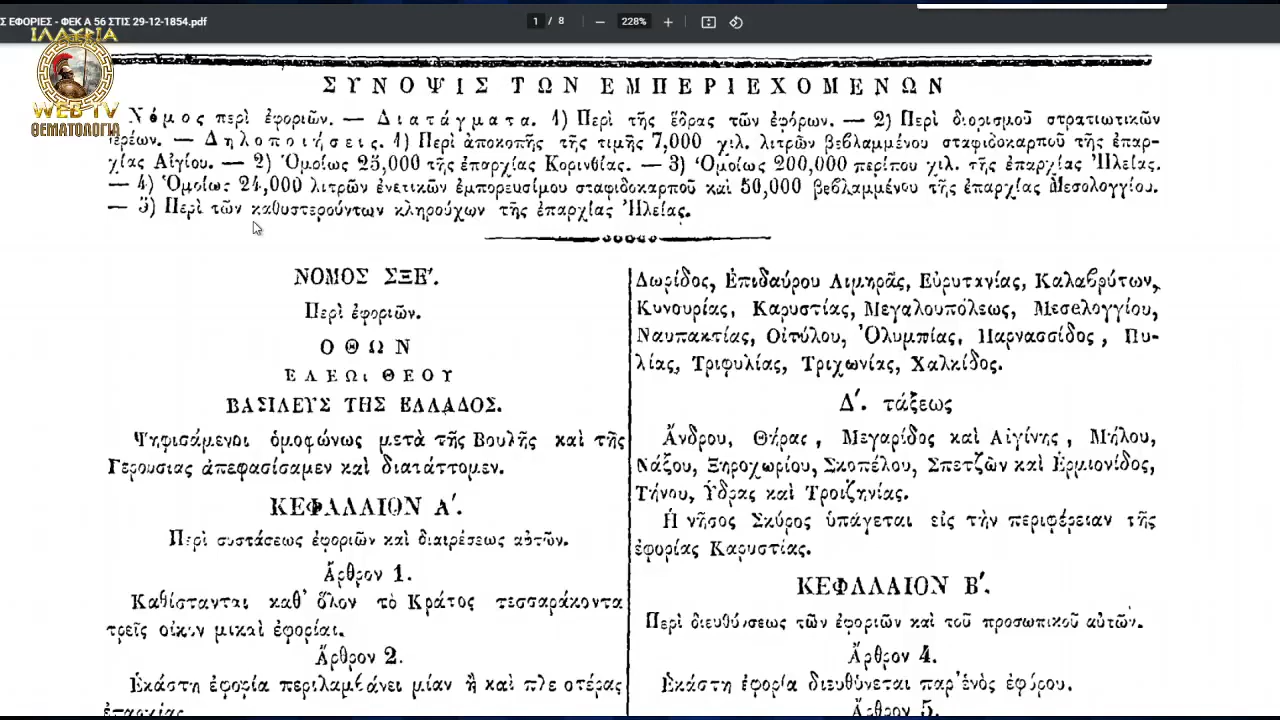 Σ ΕΦΟΡΙΕΣ - ΦΕΚ Α 56 ΣΤΙΣ 29-12-1854.pdf
1 / 8
228%
ΙΛΛΥΡΙΑ
WEB TV
ΘΕΜΑΤΟΛΟΓΙΑ
ΣΥΝΟΨΙΣ ΤΩΝ ΕΜΠΕΡΙΕΧΟΜΕΝΩΝ
Νόμος περὶ ἐφοριῶν. — Διατάγματα. 1) Περὶ τῆς ἕδρας τῶν ἐφόρων. — 2) Περὶ διορισμοῦ στρατιωτικῶν
ἱερέων. — Δηλοποιήσεις. 1) Περὶ ἀποκοπῆς τῆς τιμῆς 7,000 χιλ. λιτρῶν βεβλαμμένου σταφιδοκαρποῦ τῆς ἐπαρ-
χίας Αἰγίου. — 2) Ὁμοίως 25,000 τῆς ἐπαρχίας Κορινθίας. — 3) Ὁμοίως 200,000 περίπου χιλ. τῆς ἐπαρχίας Ἠλείας.
— 4) Ὁμοίως 24,000 λιτρῶν ἐνετικῶν ἐμπορευσίμου σταφιδοκαρποῦ καὶ 50,000 βεβλαμμένου τῆς ἐπαρχίας Μεσολογγίου.
— 5) Περὶ τῶν καθυστερούντων κληρούχων τῆς ἐπαρχίας Ἠλείας.
ΝΟΜΟΣ ΣΞΕ'.
Περὶ ἐφοριῶν.
ΟΘΩΝ
ΕΛΕΩι ΘΕΟΥ
ΒΑΣΙΛΕΥΣ ΤΗΣ ΕΛΛΑΔΟΣ.
Ψηφισάμενοι ὁμοφώνως μετὰ τῆς Βουλῆς καὶ τῆς
Γερουσίας ἀπεφασίσαμεν καὶ διατάττομεν.
ΚΕΦΑΛΑΙΟΝ Α'.
Περὶ συστάσεως ἐφοριῶν καὶ διαιρέσεως αὐτῶν.
Ἄρθρον 1.
Καθίστανται καθ' ὅλον τὸ Κράτος τεσσαράκοντα
τρεῖς οἰκονομικαὶ ἐφορίαι.
Ἄρθρον 2.
Ἑκάστη ἐφορία περιλαμβάνει μίαν ἢ καὶ πλειοτέρας
ἐπαρχίας
Δωρίδος, Ἐπιδαύρου Λιμηρᾶς, Εὐρυτανίας, Καλαβρύτων,
Κυνουρίας, Καρυστίας, Μεγαλουπόλεως, Μεσολογγίου,
Ναυπακτίας, Οἰτύλου, Ὀλυμπίας, Παρνασσίδος, Πυ-
λίας, Τριφυλίας, Τριχωνίας, Χαλκίδος.
Δ'. τάξεως
Ἄνδρου, Θήρας, Μεγαρίδος καὶ Αἰγίνης, Μήλου,
Νάξου, Ξηροχωρίου, Σκοπέλου, Σπετζῶν καὶ Ἑρμιονίδος,
Τήνου, Ὕδρας καὶ Τροιζηνίας.
Ἡ νῆσος Σκύρος ὑπάγεται εἰς τὴν περιφέρειαν τῆς
ἐφορίας Καρυστίας.
ΚΕΦΑΛΑΙΟΝ Β'.
Περὶ διευθύνσεως τῶν ἐφοριῶν καὶ τοῦ προσωπικοῦ αὐτῶν.
Ἄρθρον 4.
Ἑκάστη ἐφορία διευθύνεται παρ' ἑνὸς ἐφόρου.
Ἄρθρον 5.